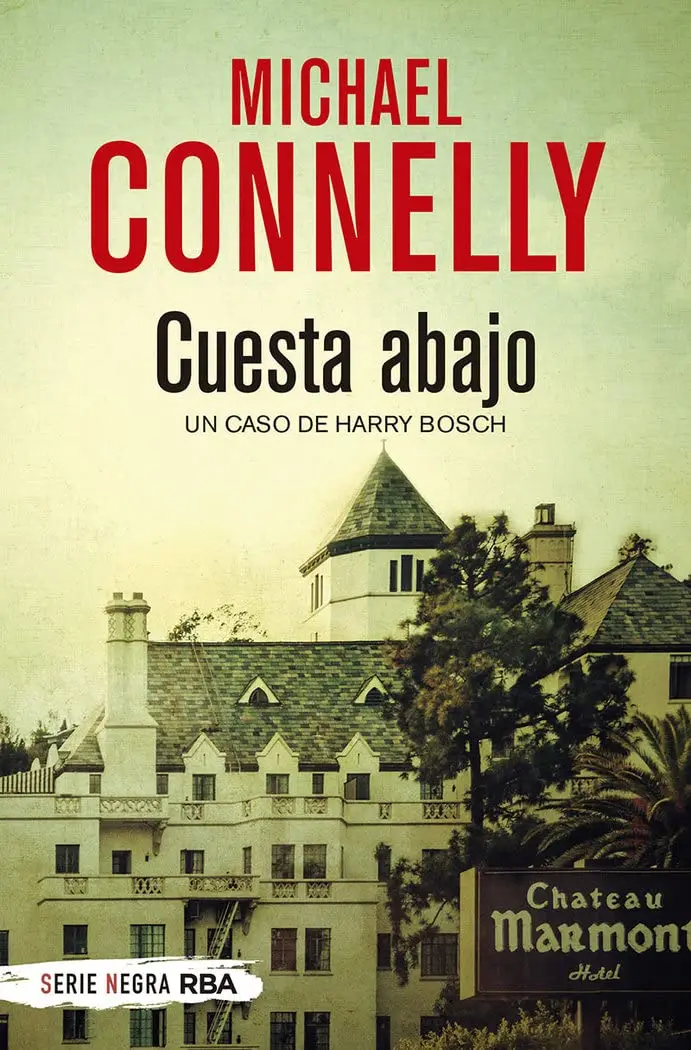 MICHAEL
CONNELLY
Cuesta abajo
UN CASO DE HARRY BOSCH
Chateau
Marmont
Hotel
SERIE NEGRA RBA